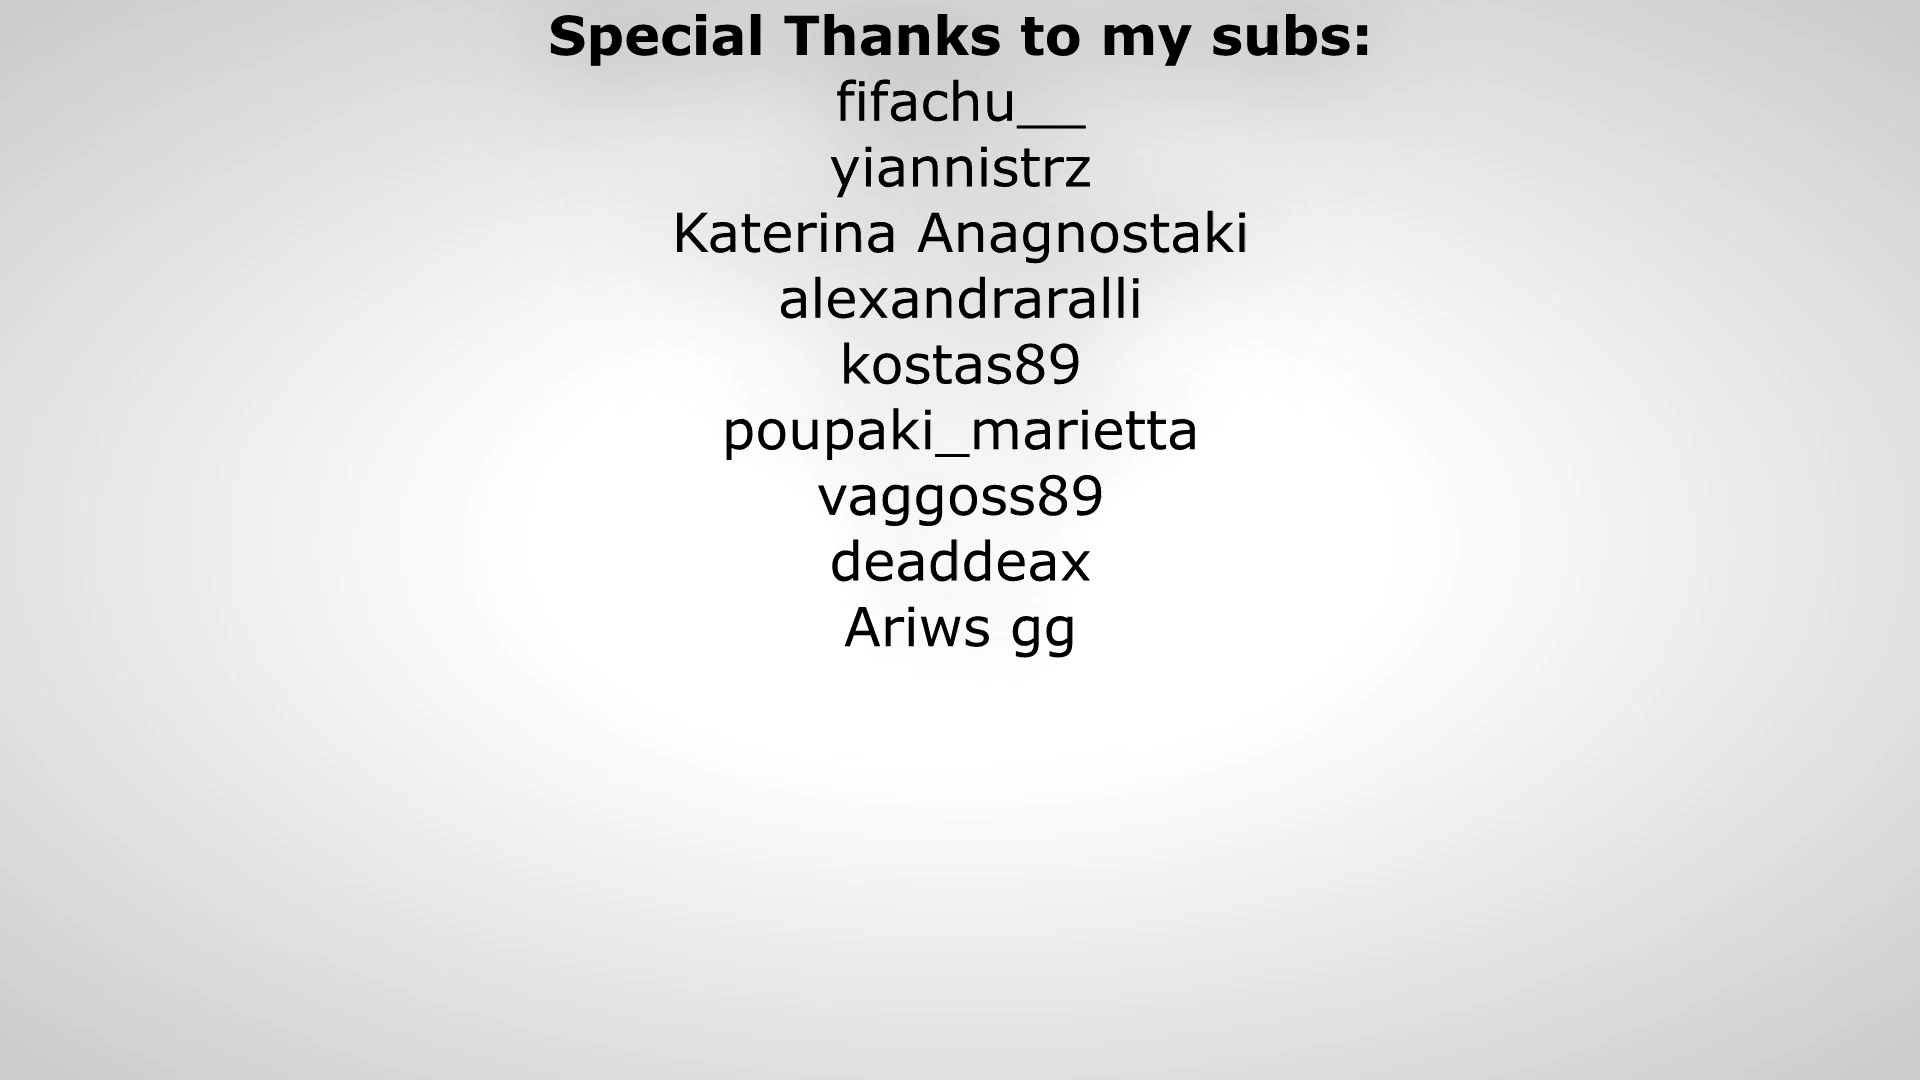 Special Thanks to my subs:
fifachu__
yiannistrz
Katerina Anagnostaki
alexandraralli
kostas89
poupaki_marietta
vaggoss89
deaddeax
Ariws gg